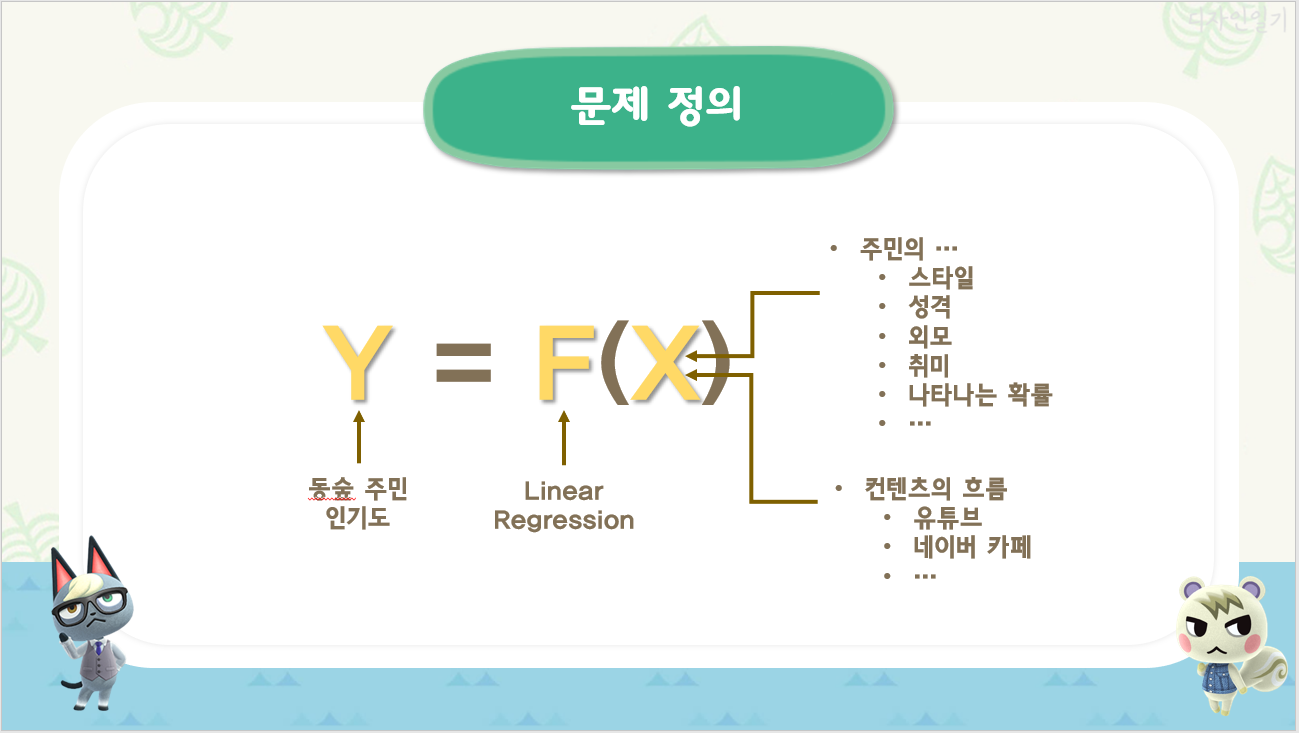 디자인일기
문제 정의
Y = F(X)
동숲 주민
인기도
Linear
Regression
• 주민의 …
• 스타일
• 성격
• 외모
• 취미
• 나타나는 확률
• …
• 컨텐츠의 흐름
• 유튜브
• 네이버 카페
• …